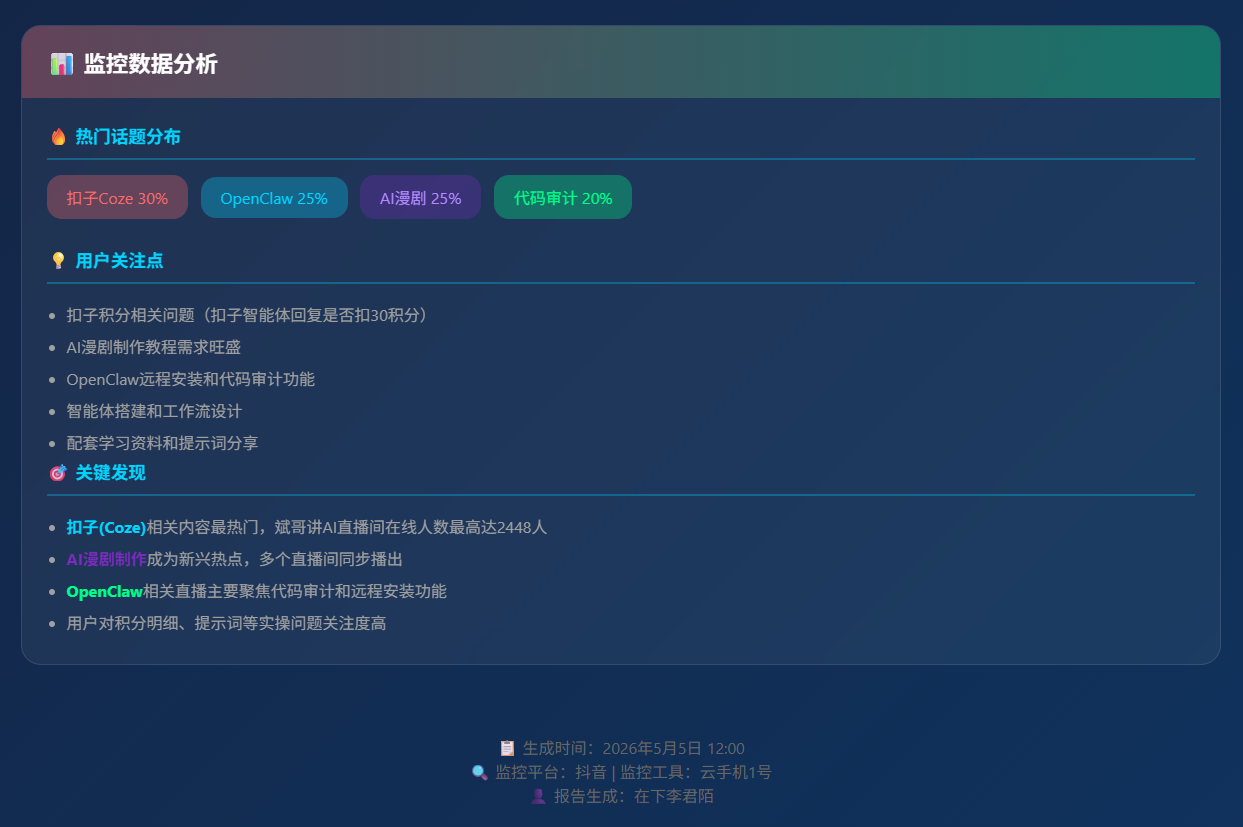 监控数据分析
热门话题分布
扣子Coze 30%
OpenClaw 25%
AI漫剧 25%
代码审计 20%
用户关注点
扣子积分相关问题（扣子智能体回复是否扣30积分）
AI漫剧制作教程需求旺盛
OpenClaw远程安装和代码审计功能
智能体搭建和工作流设计
配套学习资料和提示词分享
关键发现
扣子(Coze)相关内容最热门，斌哥讲AI直播间在线人数最高达2448人
AI漫剧制作成为新兴热点，多个直播间同步播出
OpenClaw相关直播主要聚焦代码审计和远程安装功能
用户对积分明细、提示词等实操问题关注度高
生成时间：2026年5月5日 12:00
监控平台：抖音 | 监控工具：云手机1号
报告生成：在下李君陌